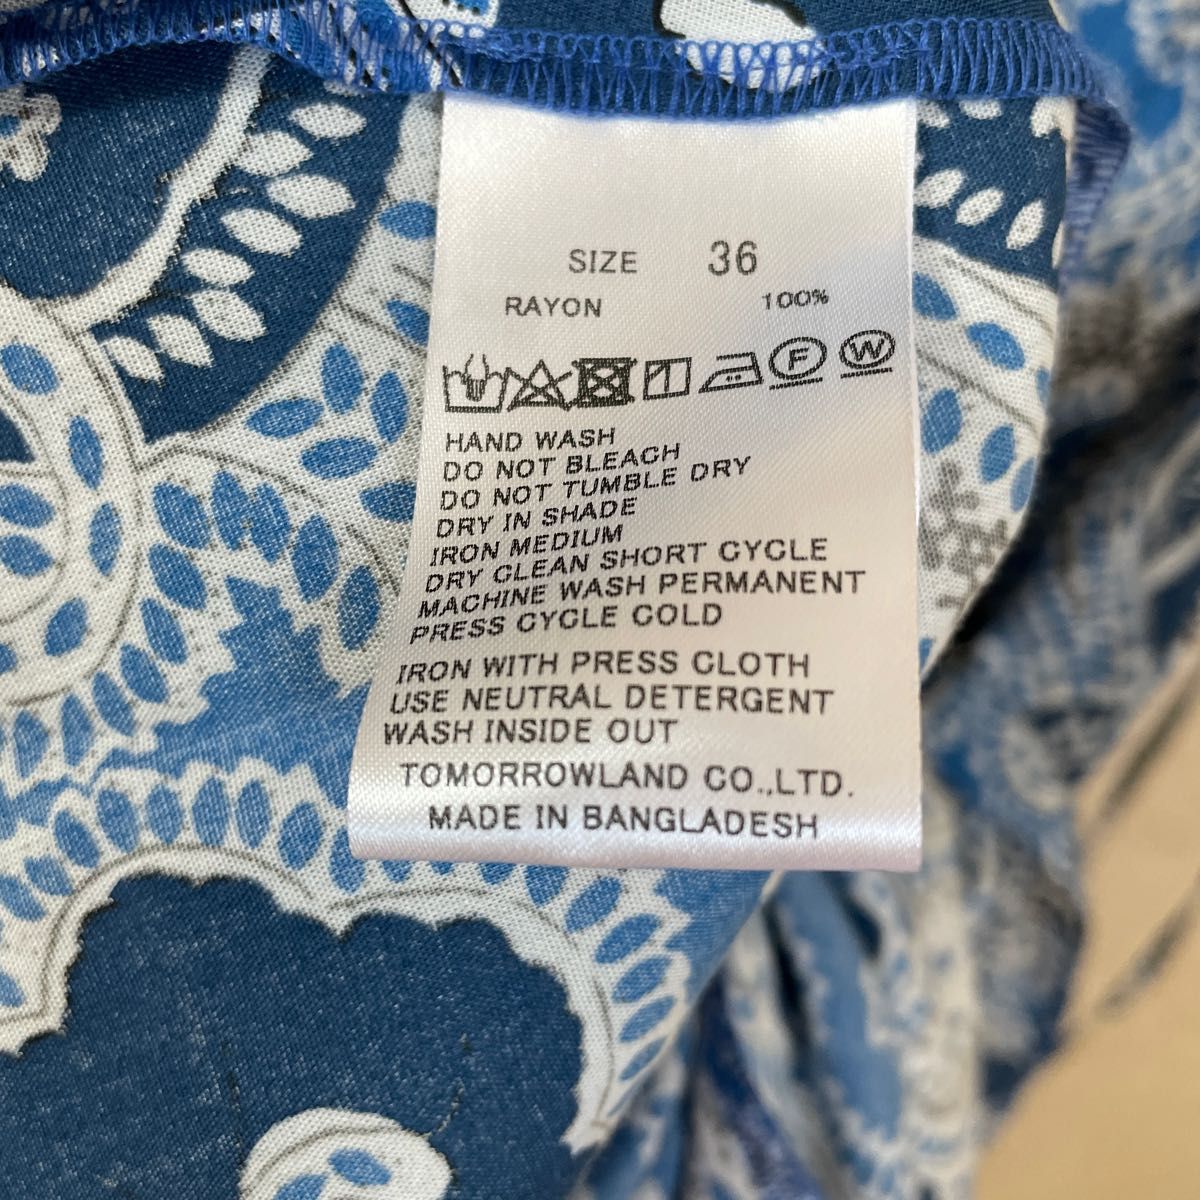 SIZE 36
RAYON 100%
F W
HAND WASH
DO NOT BLEACH
DO NOT TUMBLE DRY
DRY IN SHADE
IRON MEDIUM
DRY CLEAN SHORT CYCLE
MACHINE WASH PERMANENT
PRESS CYCLE COLD
IRON WITH PRESS CLOTH
USE NEUTRAL DETERGENT
WASH INSIDE OUT
TOMORROWLAND CO.,LTD.
MADE IN BANGLADESH